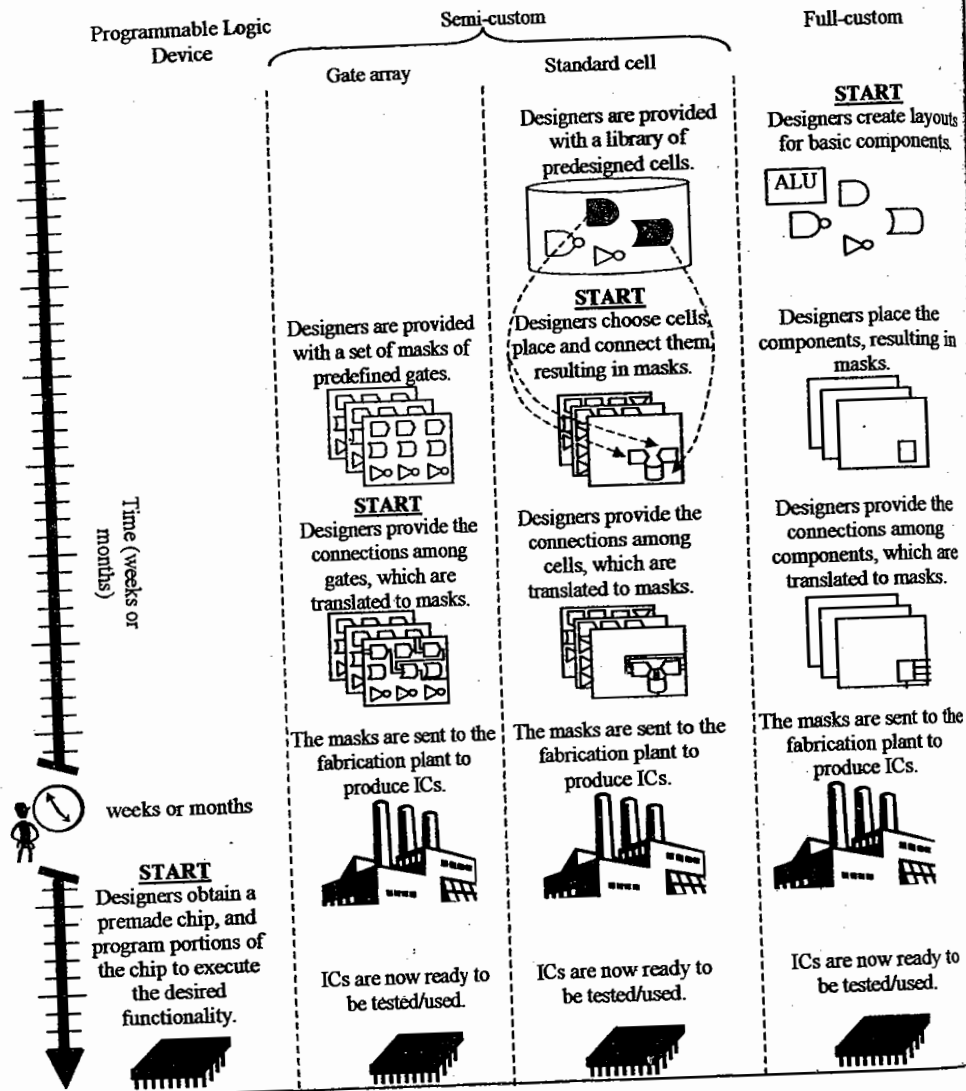 Programmable Logic
Device
Semi-custom
Full-custom
Gate array
Standard cell
Time (weeks or
months)
weeks or months
START
Designers obtain a
premade chip, and
program portions of
the chip to execute
the desired
functionality.
Designers are provided
with a set of masks of
predefined gates.
START
Designers provide the
connections among
gates, which are
translated to masks.
The masks are sent to the
fabrication plant to
produce ICs.
ICs are now ready to
be tested/used.
Designers are provided
with a library of
predesigned cells.
START
Designers choose cells,
place and connect them,
resulting in masks.
Designers provide the
connections among
cells, which are
translated to masks.
The masks are sent to the
fabrication plant to
produce ICs.
ICs are now ready to
be tested/used.
START
Designers create layouts
for basic components.
ALU
Designers place the
components, resulting in
masks.
Designers provide the
connections among
components, which are
translated to masks.
The masks are sent to the
fabrication plant to
produce ICs.
ICs are now ready to
be tested/used.